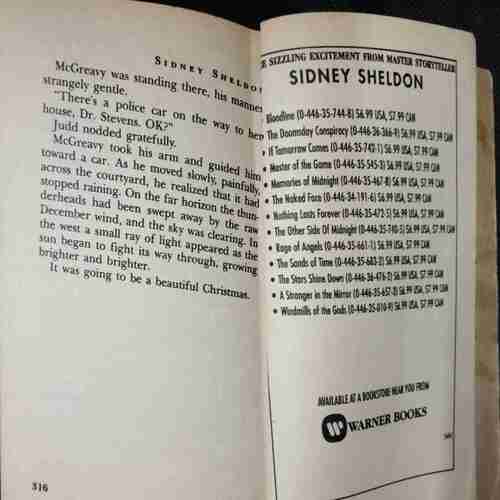 SIDNEY SHELDON
McGreavy was standing there, his manner
strangely gentle.
"There's a police car on the way to her
house, Dr. Stevens. OK?"
Judd nodded gratefully.
McGreavy took his arm and guided him
toward a car. As he moved slowly, painfully,
across the courtyard, he realized that it had
stopped raining. On the far horizon the thun-
derheads had been swept away by the raw
December wind, and the sky was clearing. In
the west a small ray of light appeared as the
sun began to fight its way through, growing
brighter and brighter.
It was going to be a beautiful Christmas.
316
SIZZLING EXCITEMENT FROM MASTER STORYTELLER
SIDNEY SHELDON
Bloodline (0-446-35-744-8) $6.99 USA, $7.99 CAN
• The Doomsday Conspiracy (0-446-36-366-9) $6.99 USA, $7.99 CAN
• If Tomorrow Comes (0-446-35-742-1) $6.99 USA, $7.99 CAN
• Master of the Game (0-446-35-545-3) $6.99 USA, $7.99 CAN
• Memories of Midnight (0-446-35-467-8) $6.99 USA, $7.99 CAN
• The Naked Face (0-446-34-191-6) $6.99 USA, $7.99 CAN
• Nothing Lasts Forever (0-446-35-473-5) $6.99 USA, $7.99 CAN
• The Other Side Of Midnight (0-446-35-740-5) $6.99 USA, $7.99 CAN
• Rage of Angels (0-446-35-661-1) $6.99 USA, $7.99 CAN
• The Sands of Time (0-446-35-683-2) $6.99 USA, $7.99 CAN
• The Stars Shine Down (0-446-36-476-2) $6.99 USA, $7.99 CAN
• A Stranger in the Mirror (0-446-35-657-3) $6.99 USA, $7.99 CAN
• Windmills of the Gods (0-446-35-010-9) $6.99 USA, $7.99 CAN
AVAILABLE AT A BOOKSTORE NEAR YOU FROM
WARNER BOOKS